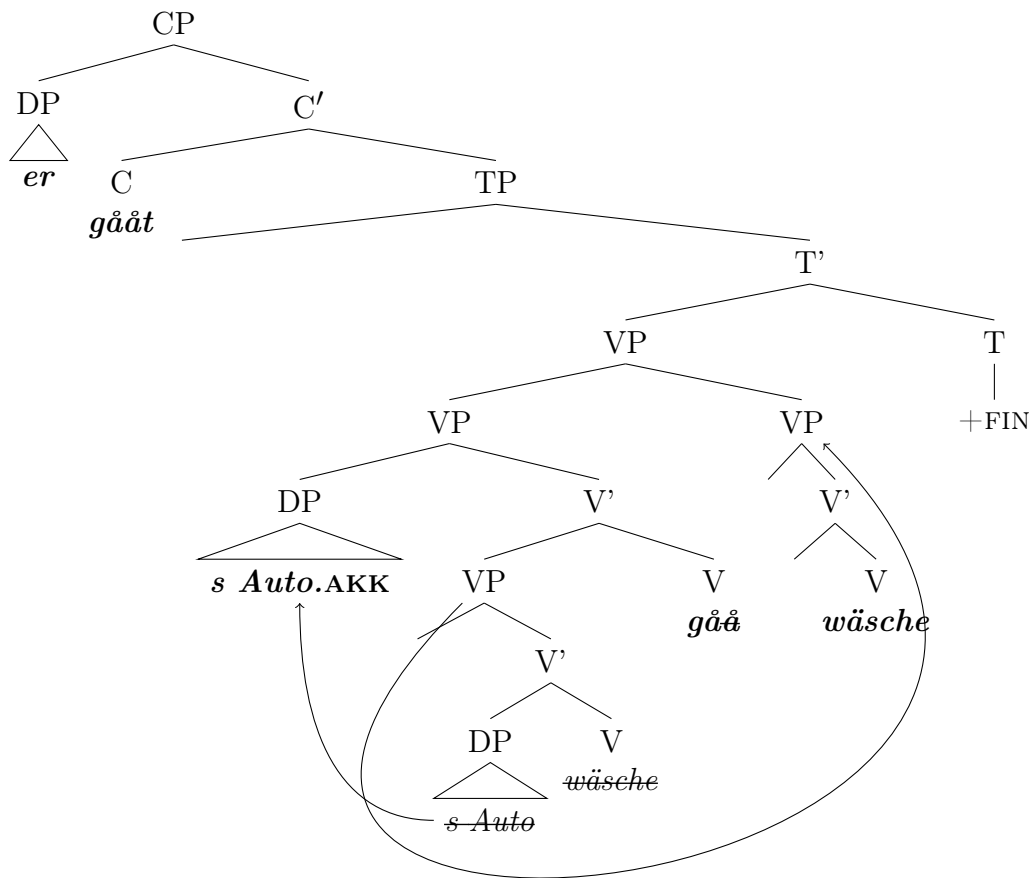 CP
DP C′
er C TP
gååt
T'
VP T
VP VP +FIN
DP V' V'
s Auto.AKK VP V V
gåå wäsche
V'
DP V
wäsche
s Auto